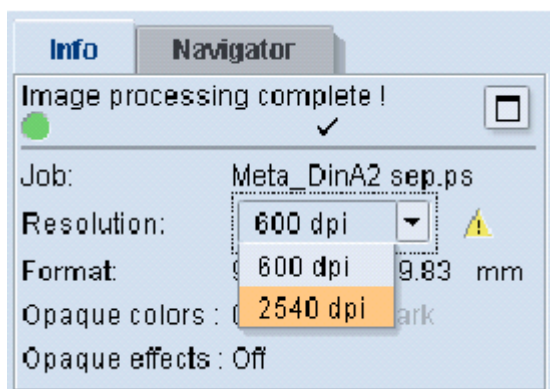 Info Navigator
Image processing complete !
Job: Meta_DinA2 sep.ps
Resolution: 600 dpi
Format: 600 dpi 9.83 mm
Opaque colors : 2540 dpi ark
Opaque effects : Off